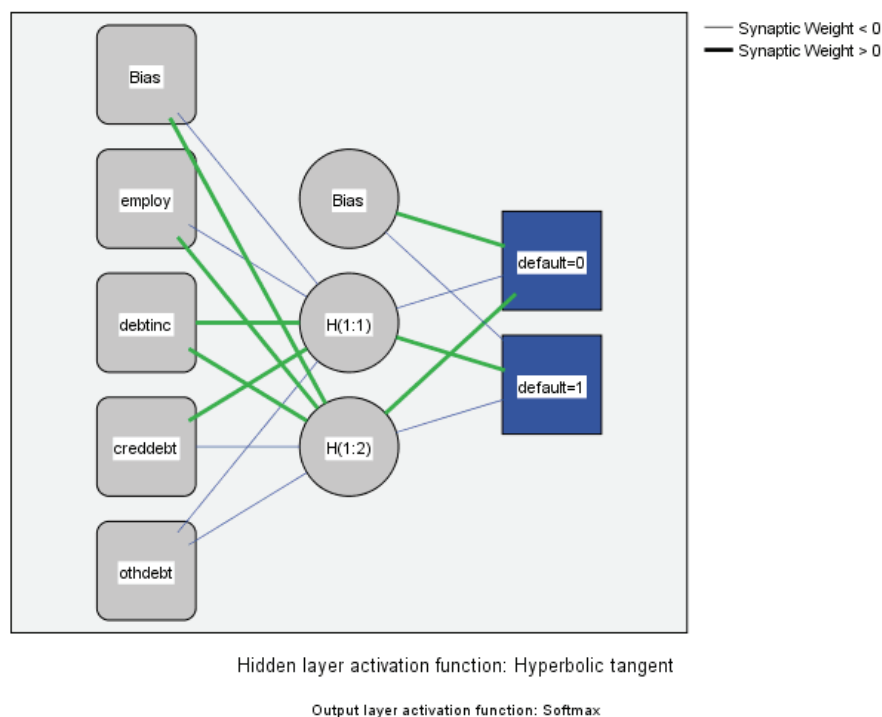 Synaptic Weight < 0
Synaptic Weight > 0
Bias
employ
Bias
default=0
debtinc
H(1:1)
default=1
creddebt
H(1:2)
othdebt
Hidden layer activation function: Hyperbolic tangent
Output layer activation function: Softmax